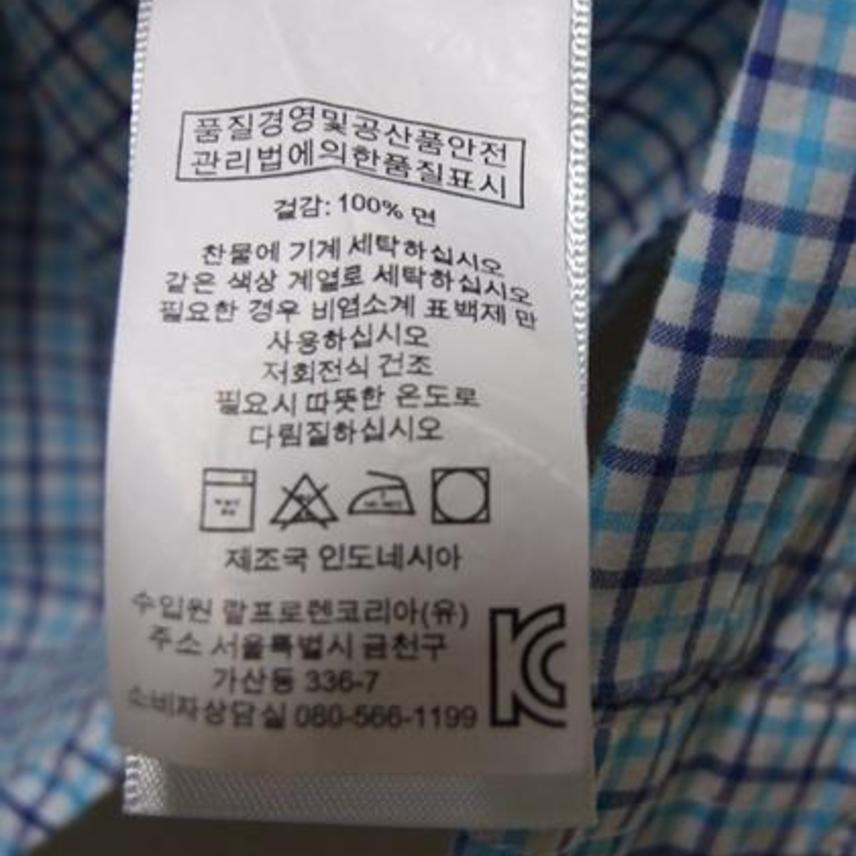 품질경영및공산품안전
관리법에의한품질표시
겉감: 100% 면
찬물에 기계 세탁하십시오
같은 색상 계열로 세탁하십시오
필요한 경우 비염소계 표백제 만
사용하십시오
저회전식 건조
필요시 따뜻한 온도로
다림질하십시오
제조국 인도네시아
수입원 랄프로렌코리아(유)
주소 서울특별시 금천구
가산동 336-7
소비자상담실 080-566-1199